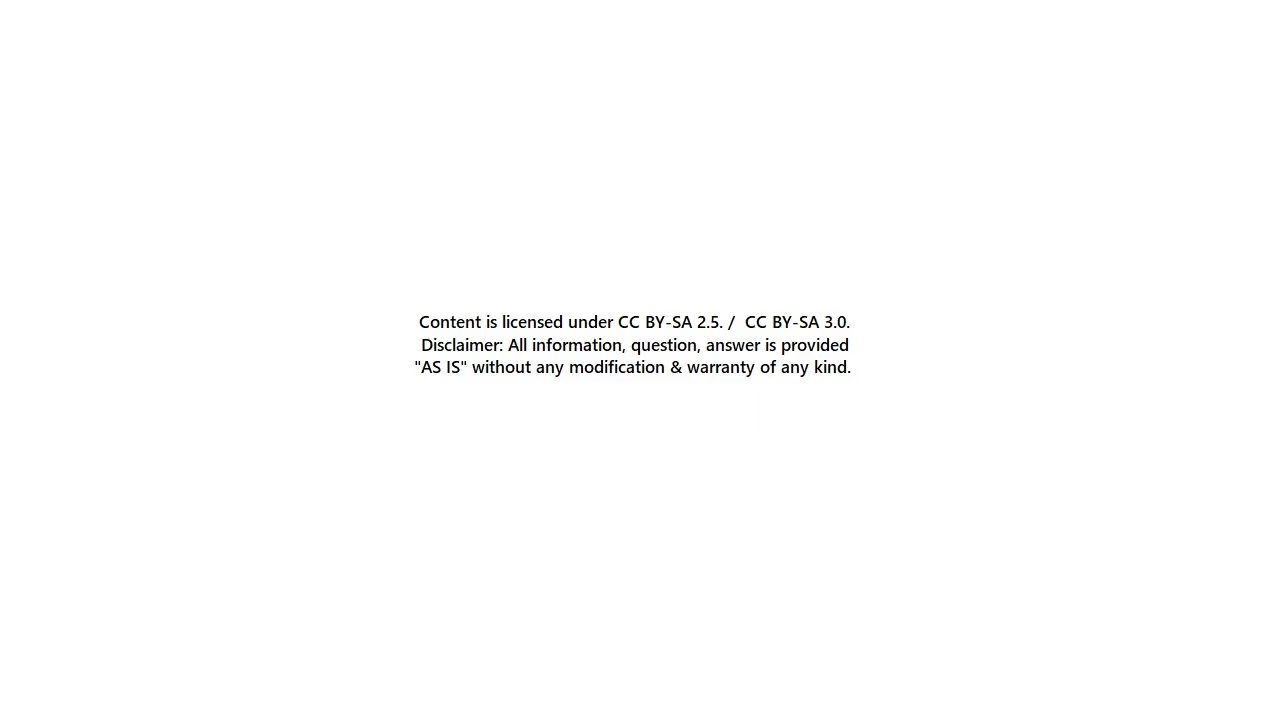 Content is licensed under CC BY-SA 2.5. /  CC BY-SA 3.0.
Disclaimer: All information, question, answer is provided
"AS IS" without any modification & warranty of any kind.